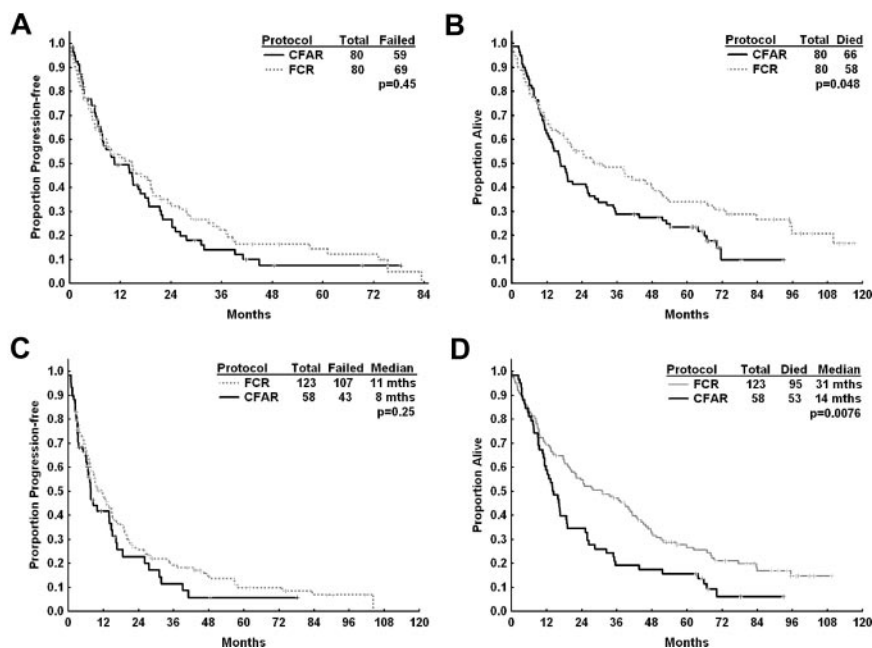 A
Protocol Total Failed
CFAR 80 59
FCR 80 69
p=0.45
Proportion Progression-free
1.0
0.9
0.8
0.7
0.6
0.5
0.4
0.3
0.2
0.1
0.0
0 12 24 36 48 60 72 84
Months
B
Protocol Total Died
CFAR 80 66
FCR 80 58
p=0.048
Proportion Alive
1.0
0.9
0.8
0.7
0.6
0.5
0.4
0.3
0.2
0.1
0.0
0 12 24 36 48 60 72 84 96 108 120
Months
C
Protocol Total Failed Median
FCR 123 107 11 mths
CFAR 58 43 8 mths
p=0.25
Prorportion Progression-free
1.0
0.9
0.8
0.7
0.6
0.5
0.4
0.3
0.2
0.1
0.0
0 12 24 36 48 60 72 84 96 108 120
Months
D
Protocol Total Died Median
FCR 123 95 31 mths
CFAR 58 53 14 mths
p=0.0076
Proportion Alive
1.0
0.9
0.8
0.7
0.6
0.5
0.4
0.3
0.2
0.1
0.0
0 12 24 36 48 60 72 84 96 108 120
Months